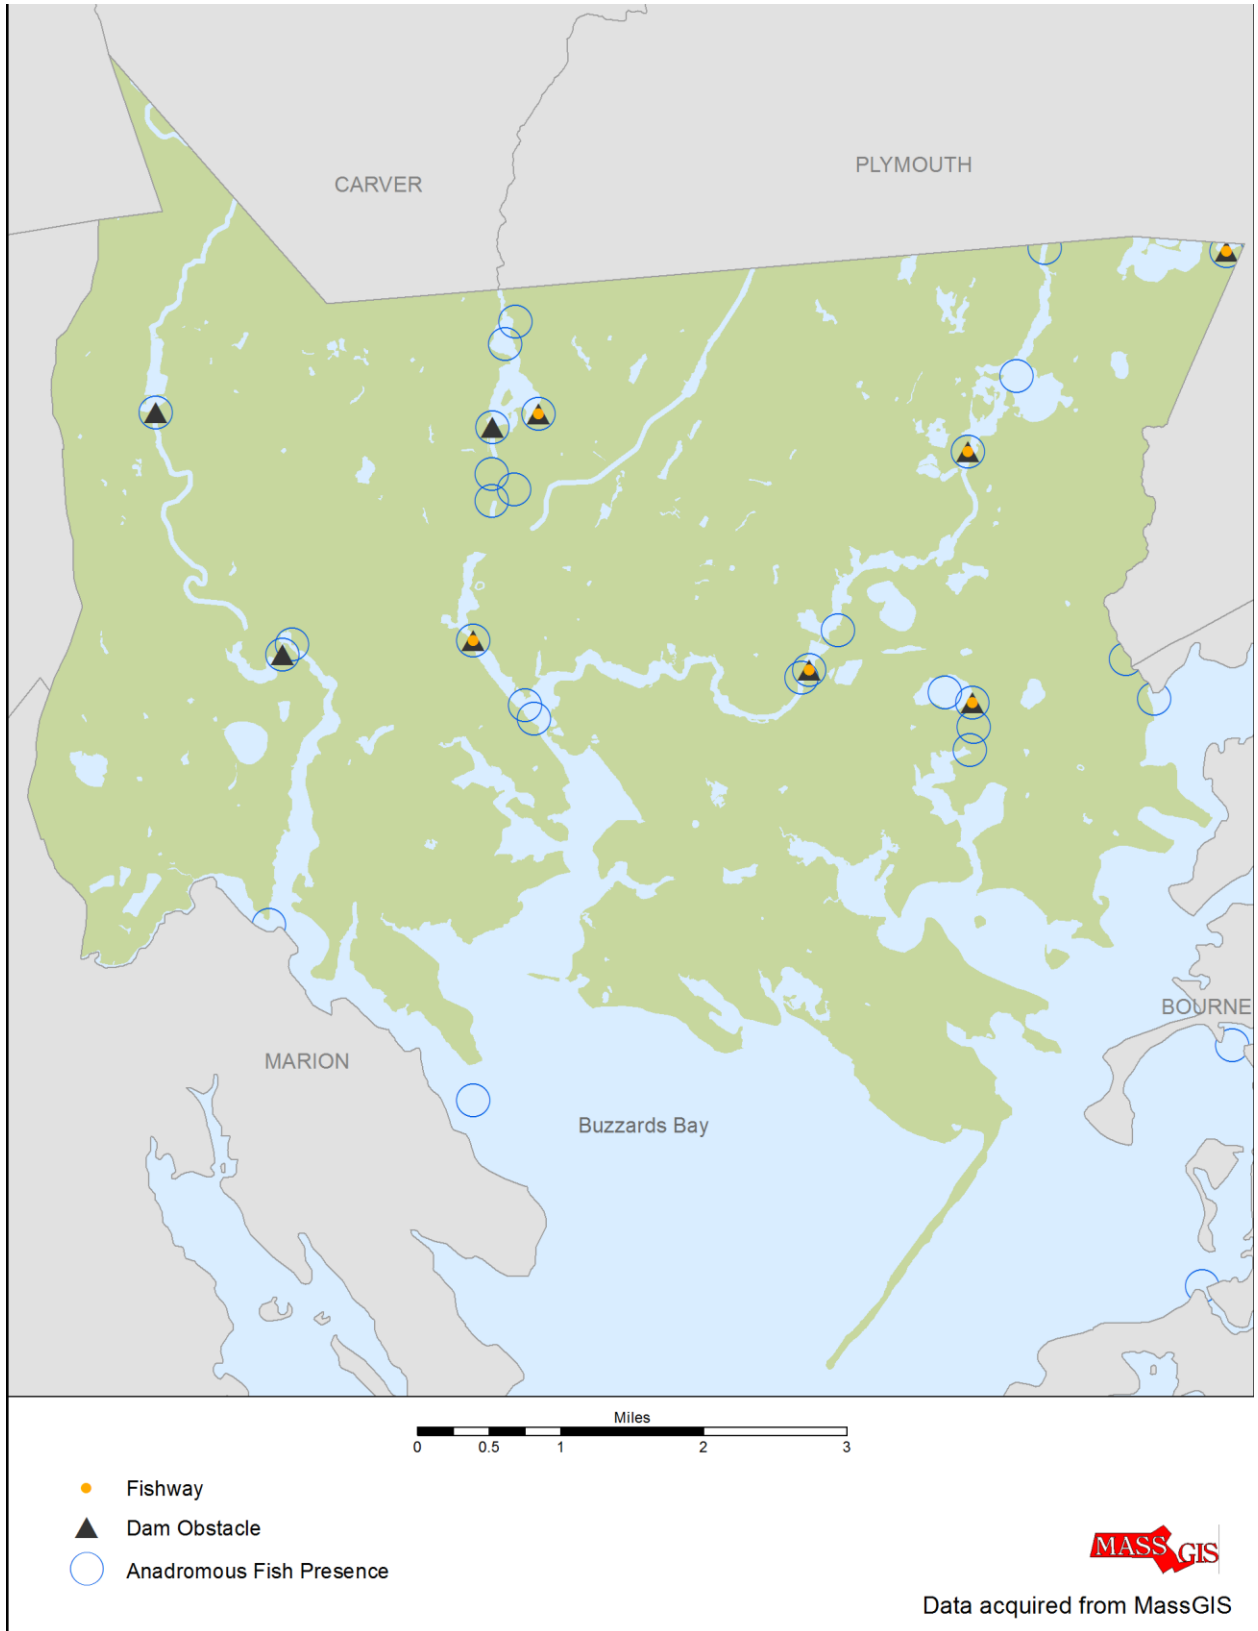 PLYMOUTH
CARVER
BOURNE
MARION
Buzzards Bay
Miles
0 0.5 1 2 3
Fishway
Dam Obstacle
Anadromous Fish Presence
MASS GIS
Data acquired from MassGIS